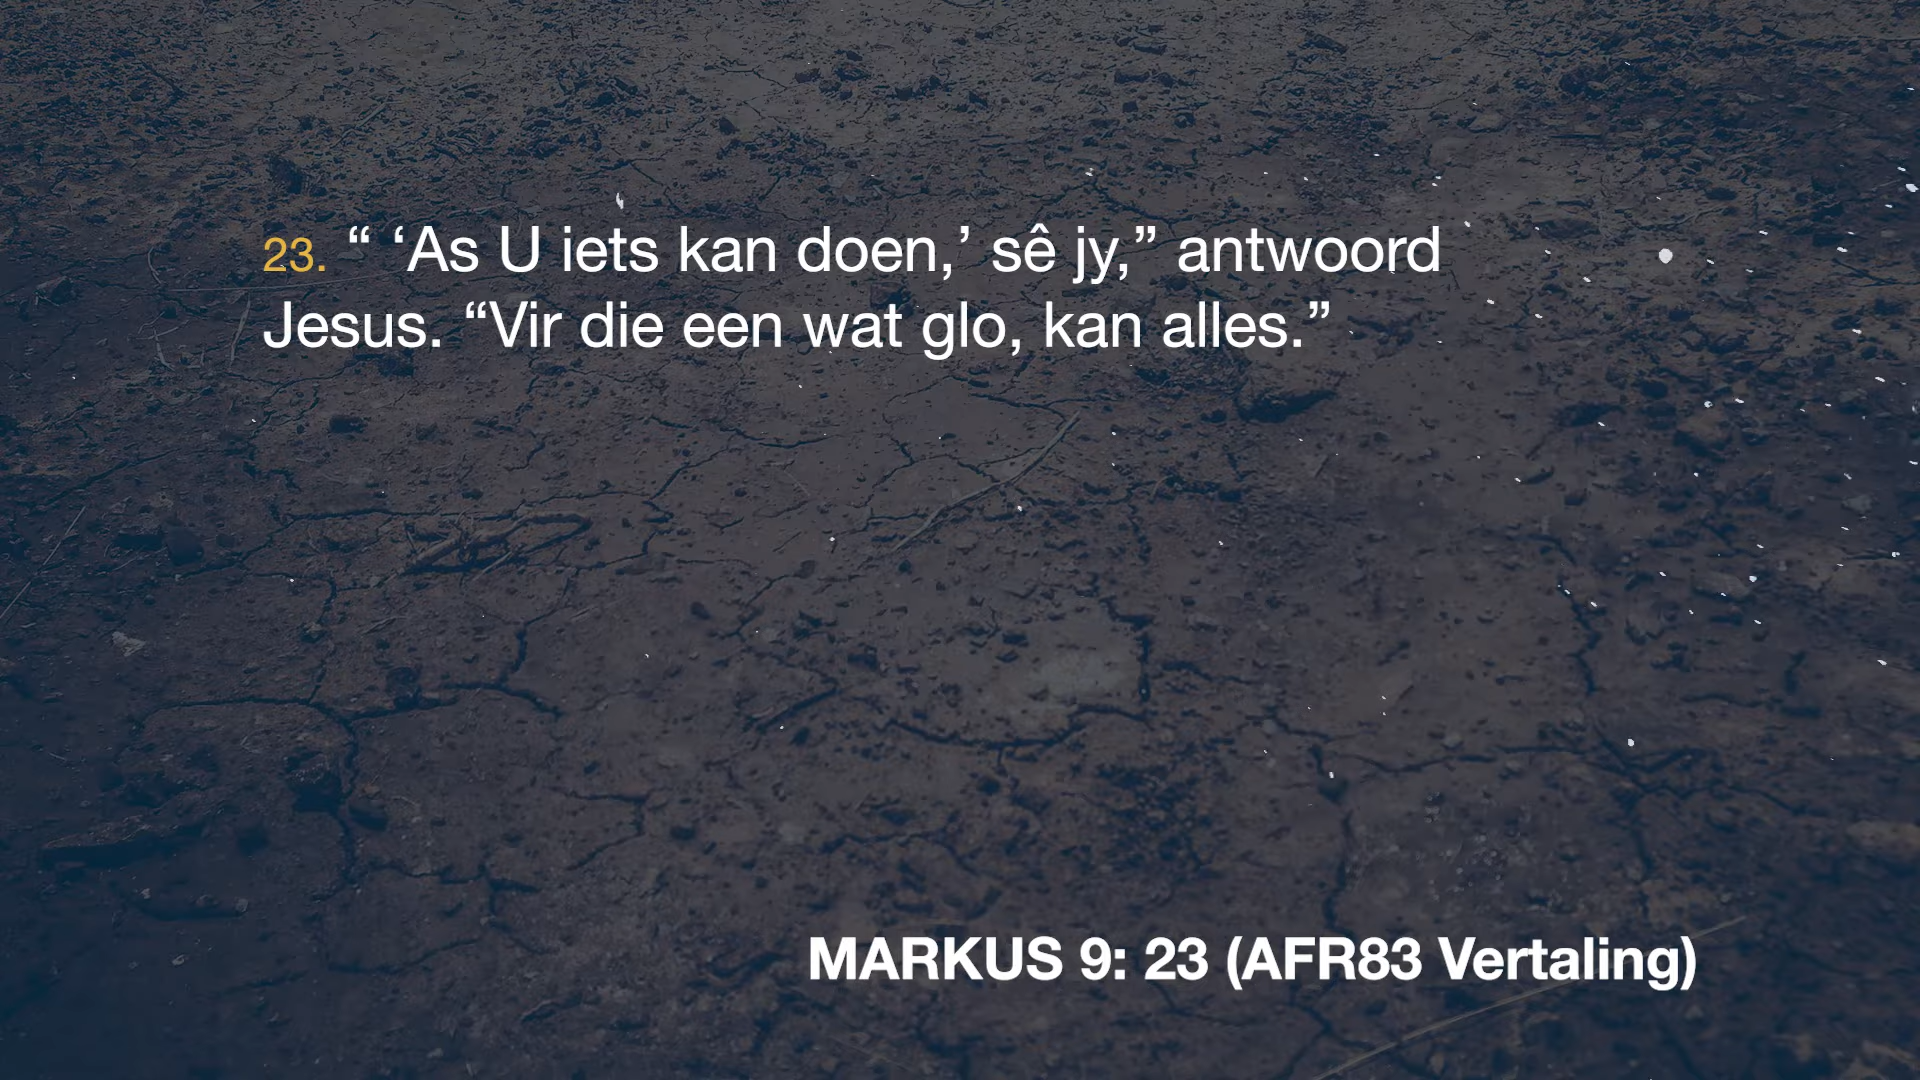 23. “ ‘As U iets kan doen,’ sê jy,” antwoord
Jesus. “Vir die een wat glo, kan alles.”
MARKUS 9: 23 (AFR83 Vertaling)